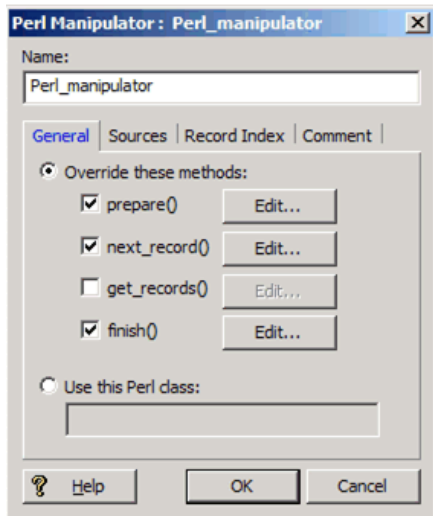 Perl Manipulator : Perl_manipulator
Name:
Perl_manipulator
General Sources Record Index Comment
Override these methods:
prepare() Edit...
next_record() Edit...
get_records() Edit...
finish() Edit...
Use this Perl class:
Help OK Cancel